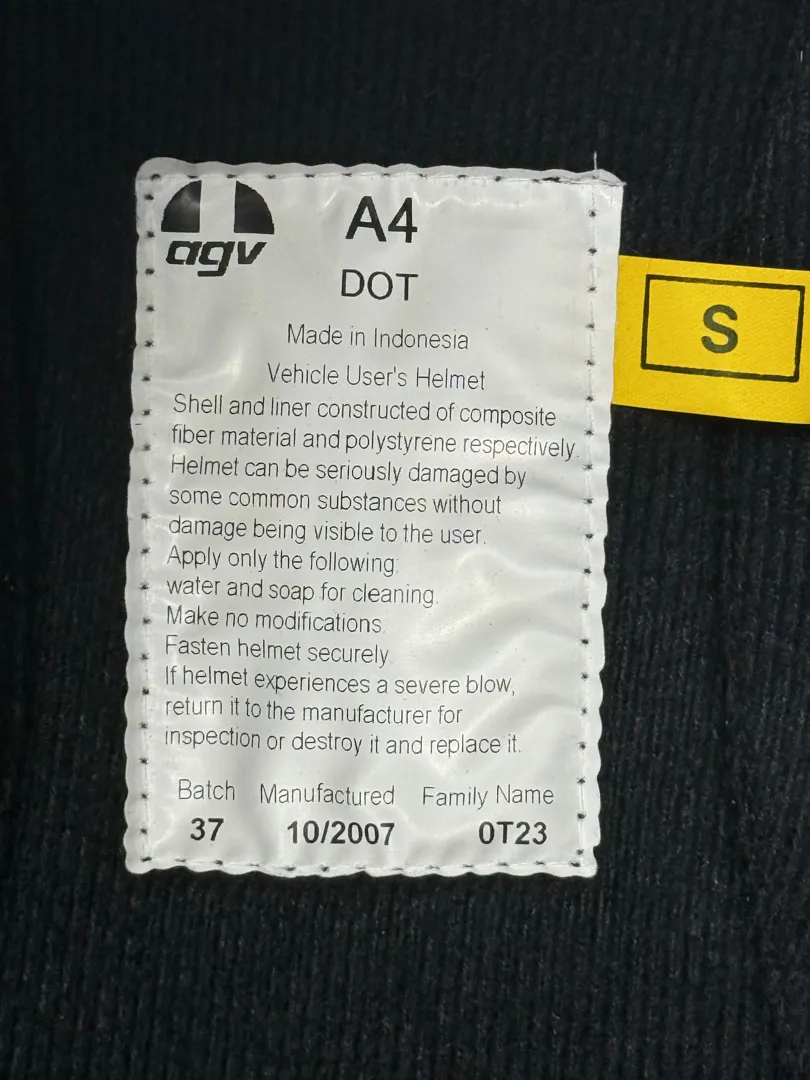 agv
A4
DOT
Made in Indonesia
Vehicle User's Helmet
Shell and liner constructed of composite
fiber material and polystyrene respectively.
Helmet can be seriously damaged by
some common substances without
damage being visible to the user.
Apply only the following:
water and soap for cleaning.
Make no modifications.
Fasten helmet securely.
If helmet experiences a severe blow,
return it to the manufacturer for
inspection or destroy it and replace it.
Batch Manufactured Family Name
37 10/2007 0T23
S